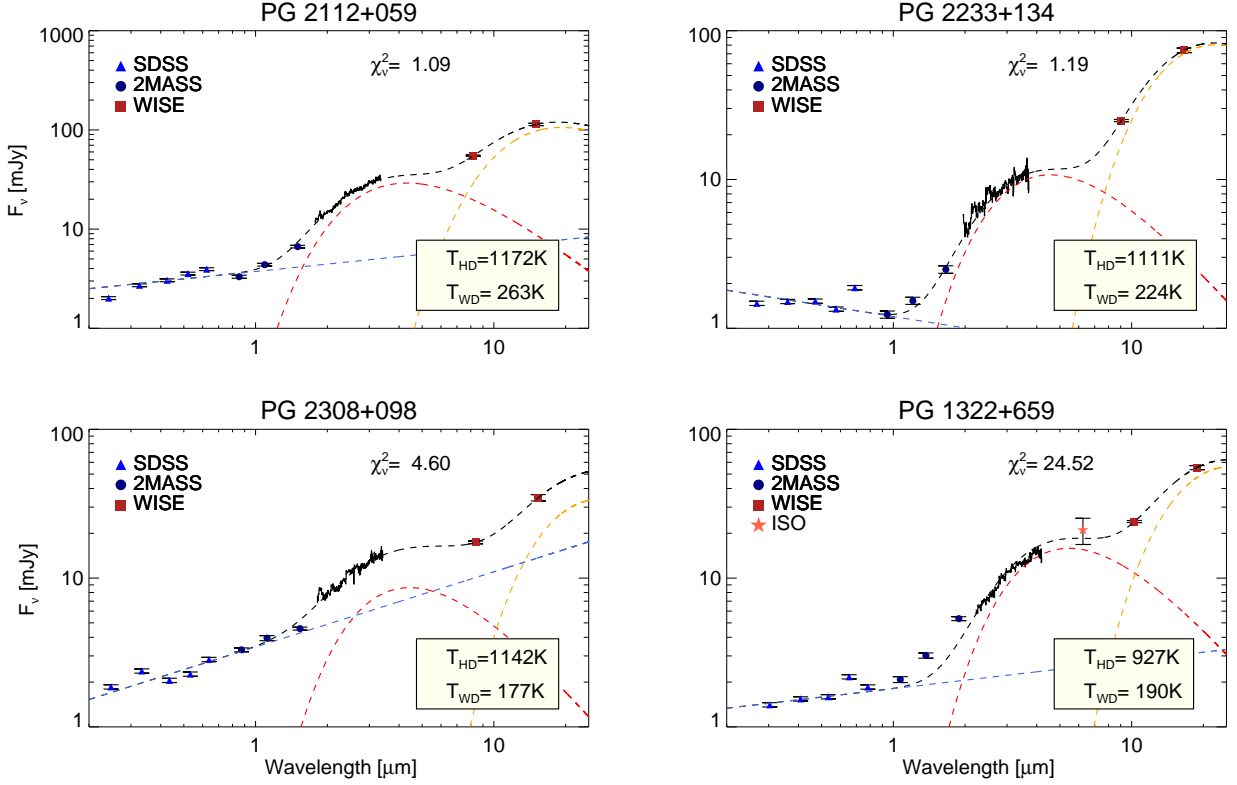 PG 2112+059
1000
100
10
1
F_ν [mJy]
SDSS
2MASS
WISE
χ²_ν= 1.09
T_HD=1172K
T_WD= 263K
1
10
PG 2233+134
100
10
1
SDSS
2MASS
WISE
χ²_ν= 1.19
T_HD=1111K
T_WD= 224K
1
10
PG 2308+098
100
10
1
F_ν [mJy]
SDSS
2MASS
WISE
χ²_ν= 4.60
T_HD=1142K
T_WD= 177K
1
10
Wavelength [μm]
PG 1322+659
100
10
1
SDSS
2MASS
WISE
ISO
χ²_ν= 24.52
T_HD= 927K
T_WD= 190K
1
10
Wavelength [μm]